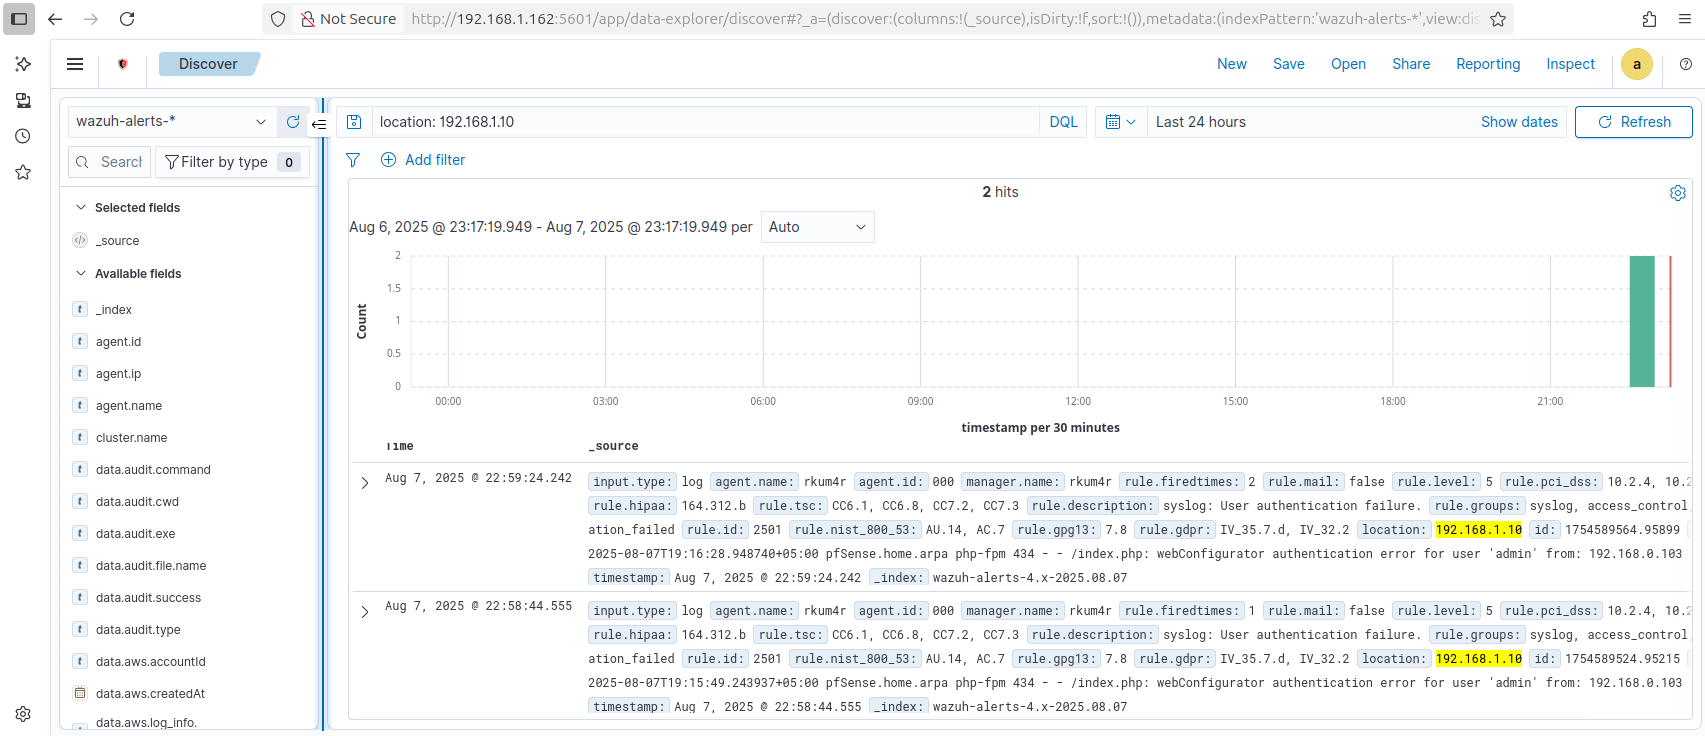 Not Secure http://192.168.1.162:5601/app/data-explorer/discover#?_a=(discover:(columns:!(_source),isDirty:!f,sort:!()),metadata:(indexPattern:'wazuh-alerts-*',view:dis
Discover New Save Open Share Reporting Inspect a
wazuh-alerts-* location: 192.168.1.10 DQL Last 24 hours Show dates Refresh
Search Filter by type 0 Add filter
2 hits
Selected fields
Aug 6, 2025 @ 23:17:19.949 - Aug 7, 2025 @ 23:17:19.949 per Auto
_source
Available fields
_index
agent.id
agent.ip
agent.name
cluster.name
data.audit.command
data.audit.cwd
data.audit.exe
data.audit.file.name
data.audit.success
data.audit.type
data.aws.accountId
data.aws.createdAt
data.aws.log_info.
Count
2
1.5
1
0.5
0
00:00 03:00 06:00 09:00 12:00 15:00 18:00 21:00
timestamp per 30 minutes
Time _source
Aug 7, 2025 @ 22:59:24.242 input.type: log agent.name: rkum4r agent.id: 000 manager.name: rkum4r rule.firedtimes: 2 rule.mail: false rule.level: 5 rule.pci_dss: 10.2.4, 10.2
rule.hipaa: 164.312.b rule.tsc: CC6.1, CC6.8, CC7.2, CC7.3 rule.description: syslog: User authentication failure. rule.groups: syslog, access_control
ation_failed rule.id: 2501 rule.nist_800_53: AU.14, AC.7 rule.gpg13: 7.8 rule.gdpr: IV_35.7.d, IV_32.2 location: 192.168.1.10 id: 1754589564.95899
2025-08-07T19:16:28.948740+05:00 pfSense.home.arpa php-fpm 434 - - /index.php: webConfigurator authentication error for user 'admin' from: 192.168.0.103
timestamp: Aug 7, 2025 @ 22:59:24.242 _index: wazuh-alerts-4.x-2025.08.07
Aug 7, 2025 @ 22:58:44.555 input.type: log agent.name: rkum4r agent.id: 000 manager.name: rkum4r rule.firedtimes: 1 rule.mail: false rule.level: 5 rule.pci_dss: 10.2.4, 10.2
rule.hipaa: 164.312.b rule.tsc: CC6.1, CC6.8, CC7.2, CC7.3 rule.description: syslog: User authentication failure. rule.groups: syslog, access_control
ation_failed rule.id: 2501 rule.nist_800_53: AU.14, AC.7 rule.gpg13: 7.8 rule.gdpr: IV_35.7.d, IV_32.2 location: 192.168.1.10 id: 1754589524.95215
2025-08-07T19:15:49.243937+05:00 pfSense.home.arpa php-fpm 434 - - /index.php: webConfigurator authentication error for user 'admin' from: 192.168.0.103
timestamp: Aug 7, 2025 @ 22:58:44.555 _index: wazuh-alerts-4.x-2025.08.07